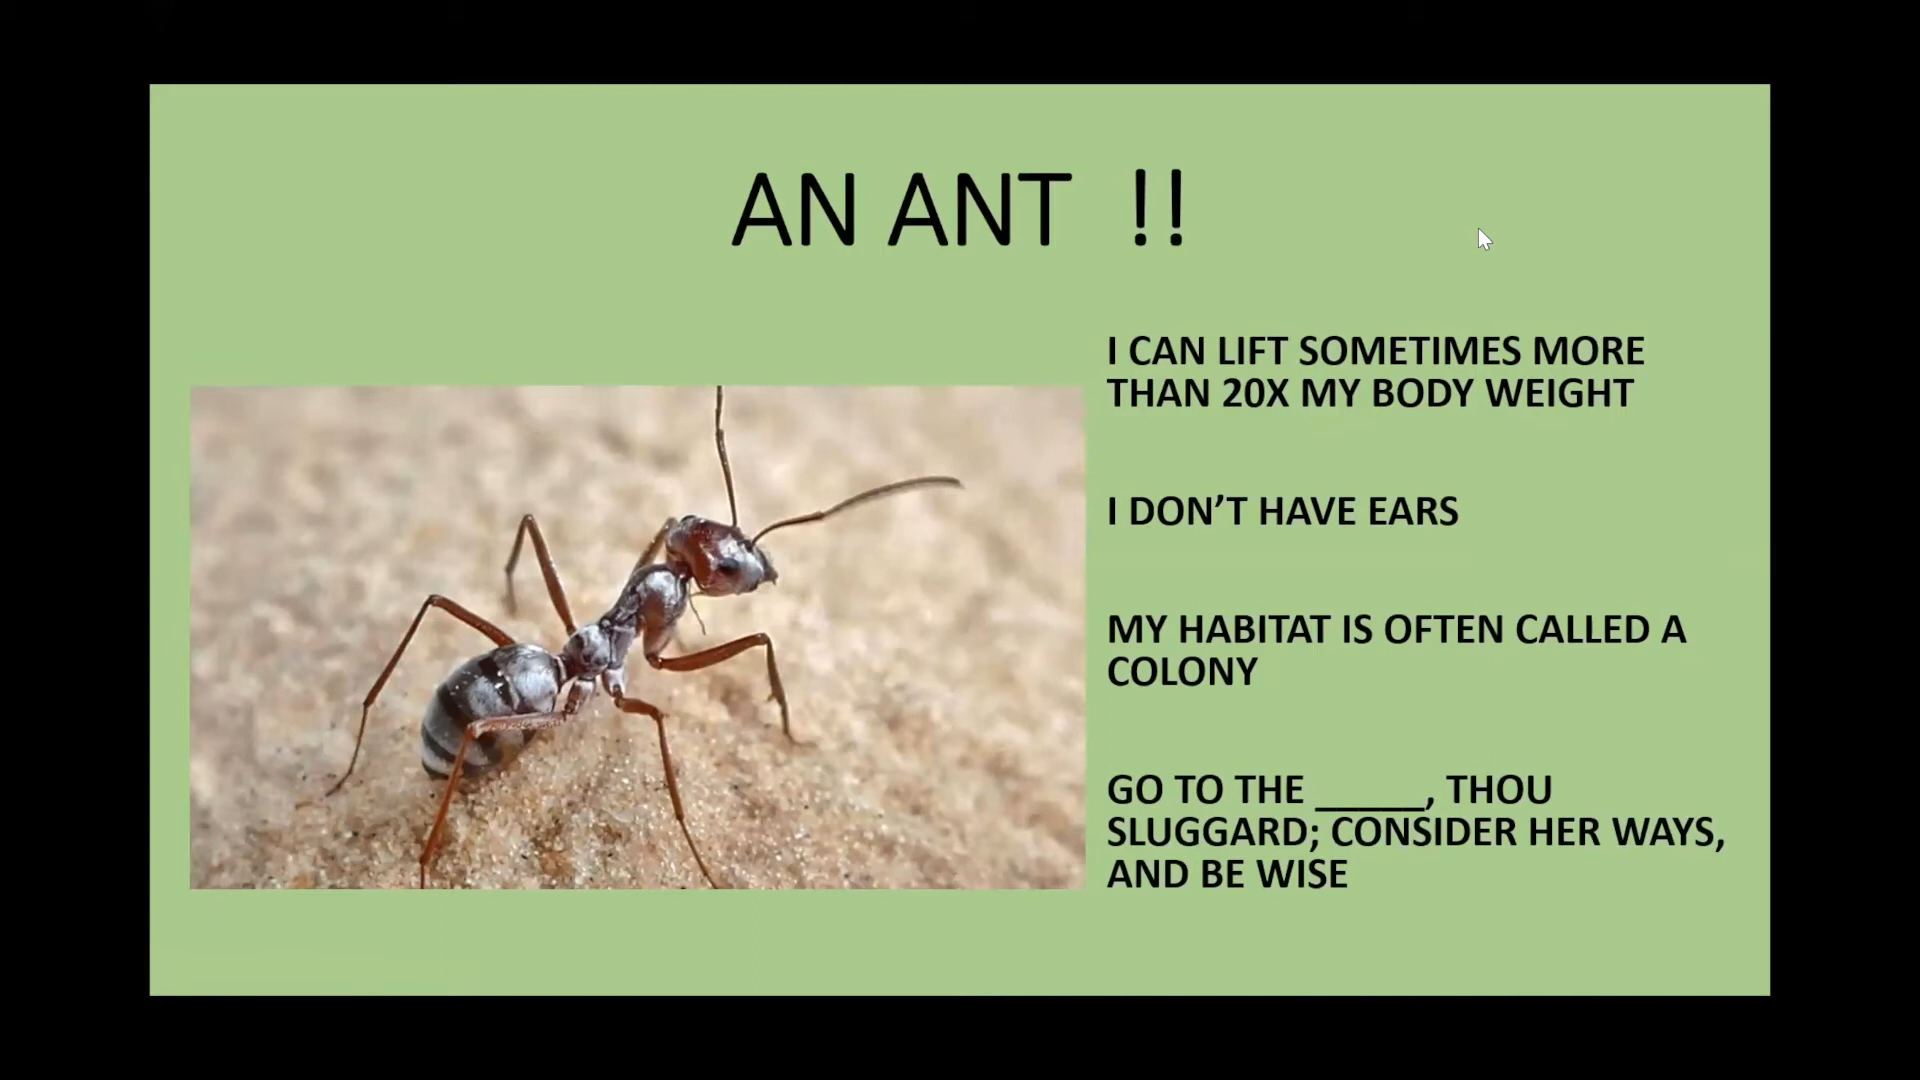 AN ANT !!
I CAN LIFT SOMETIMES MORE
THAN 20X MY BODY WEIGHT
I DON’T HAVE EARS
MY HABITAT IS OFTEN CALLED A
COLONY
GO TO THE _____, THOU
SLUGGARD; CONSIDER HER WAYS,
AND BE WISE